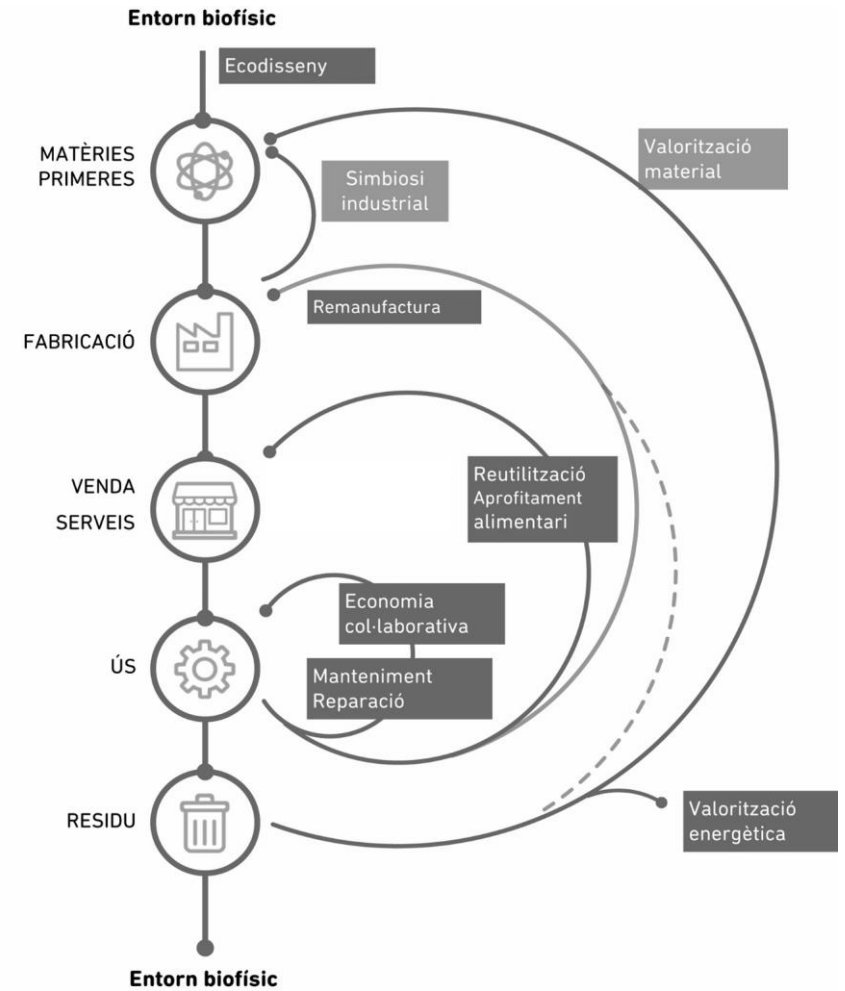 Entorn biofísic
Ecodisseny
MATÈRIES
PRIMERES
Valorització
material
Simbiosi
industrial
Remanufactura
FABRICACIÓ
VENDA
SERVEIS
Reutilització
Aprofitament
alimentari
Economia
col·laborativa
ÚS
Manteniment
Reparació
RESIDU
Valorització
energètica
Entorn biofísic